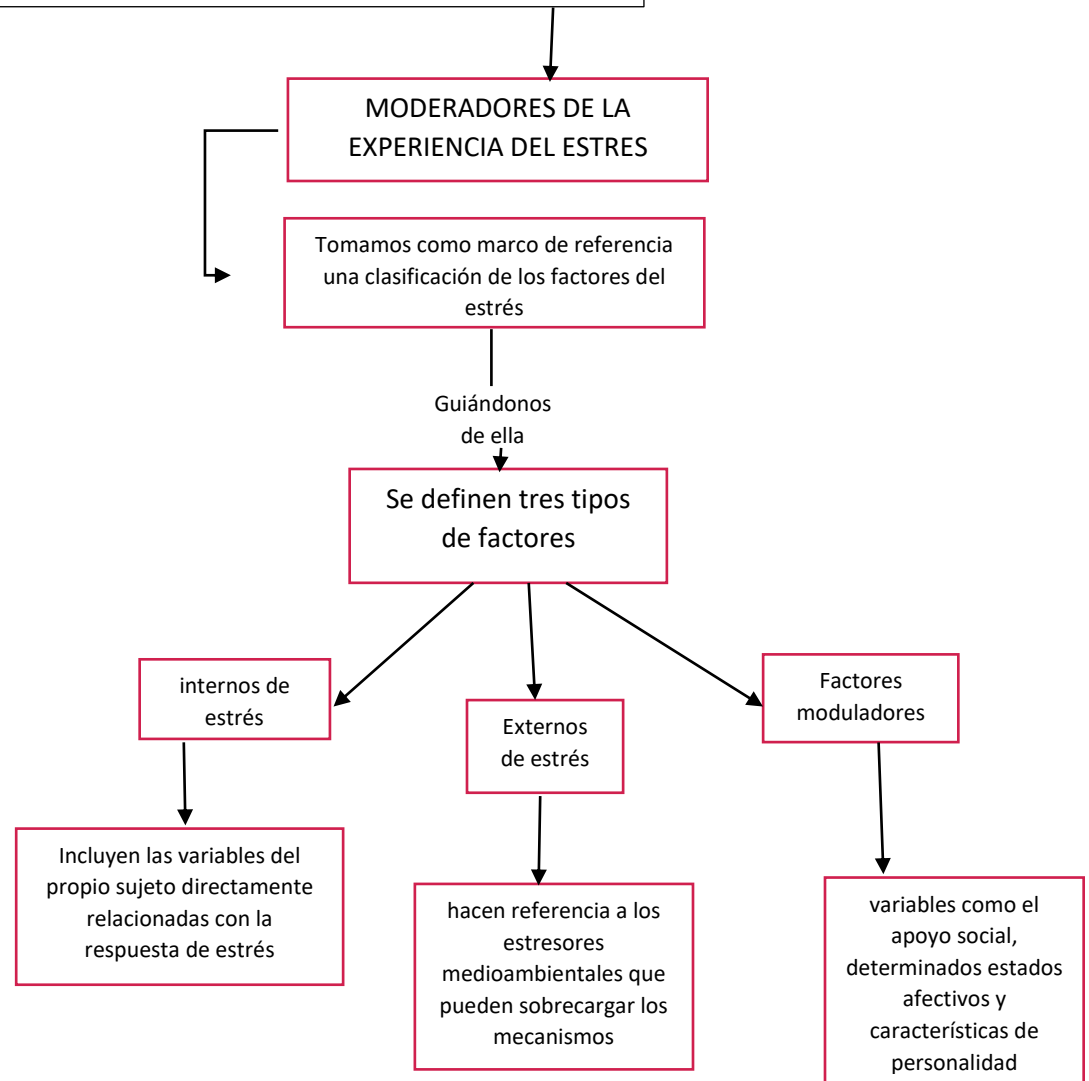 MODERADORES DE LA
EXPERIENCIA DEL ESTRES
Tomamos como marco de referencia
una clasificación de los factores del
estrés
Guiándonos
de ella
Se definen tres tipos
de factores
internos de
estrés
Externos
de estrés
Factores
moduladores
Incluyen las variables del
propio sujeto directamente
relacionadas con la
respuesta de estrés
hacen referencia a los
estresores
medioambientales que
pueden sobrecargar los
mecanismos
variables como el
apoyo social,
determinados estados
afectivos y
características de
personalidad